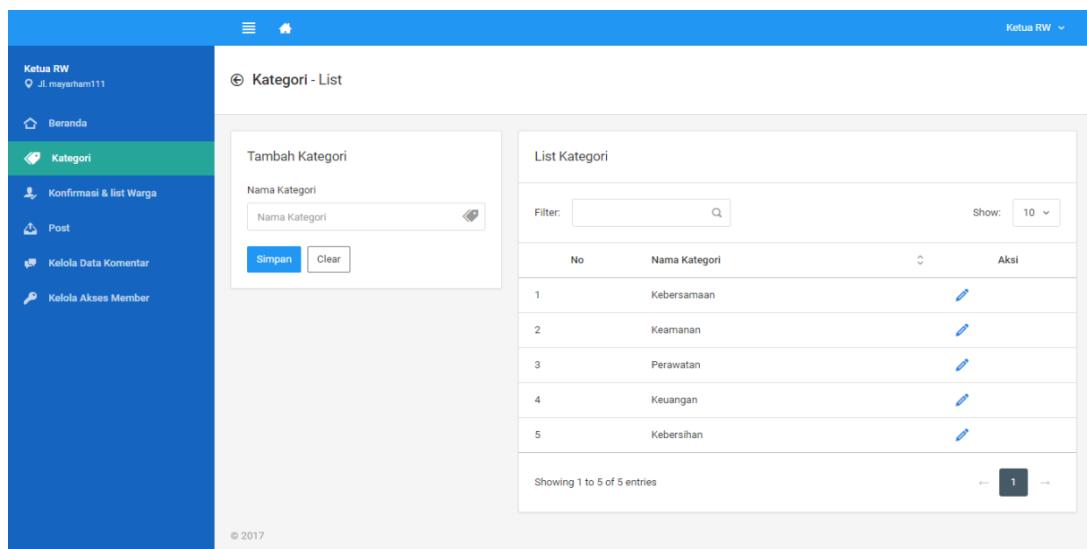 Ketua RW
Ketua RW
Jl. mayarham111
Kategori - List
Beranda
Kategori
Konfirmasi & list Warga
Post
Kelola Data Komentar
Kelola Akses Member
Tambah Kategori
Nama Kategori
Nama Kategori
Simpan Clear
List Kategori
Filter: Show: 10
No Nama Kategori Aksi
1 Kebersamaan
2 Keamanan
3 Perawatan
4 Keuangan
5 Kebersihan
Showing 1 to 5 of 5 entries ← 1 →
© 2017